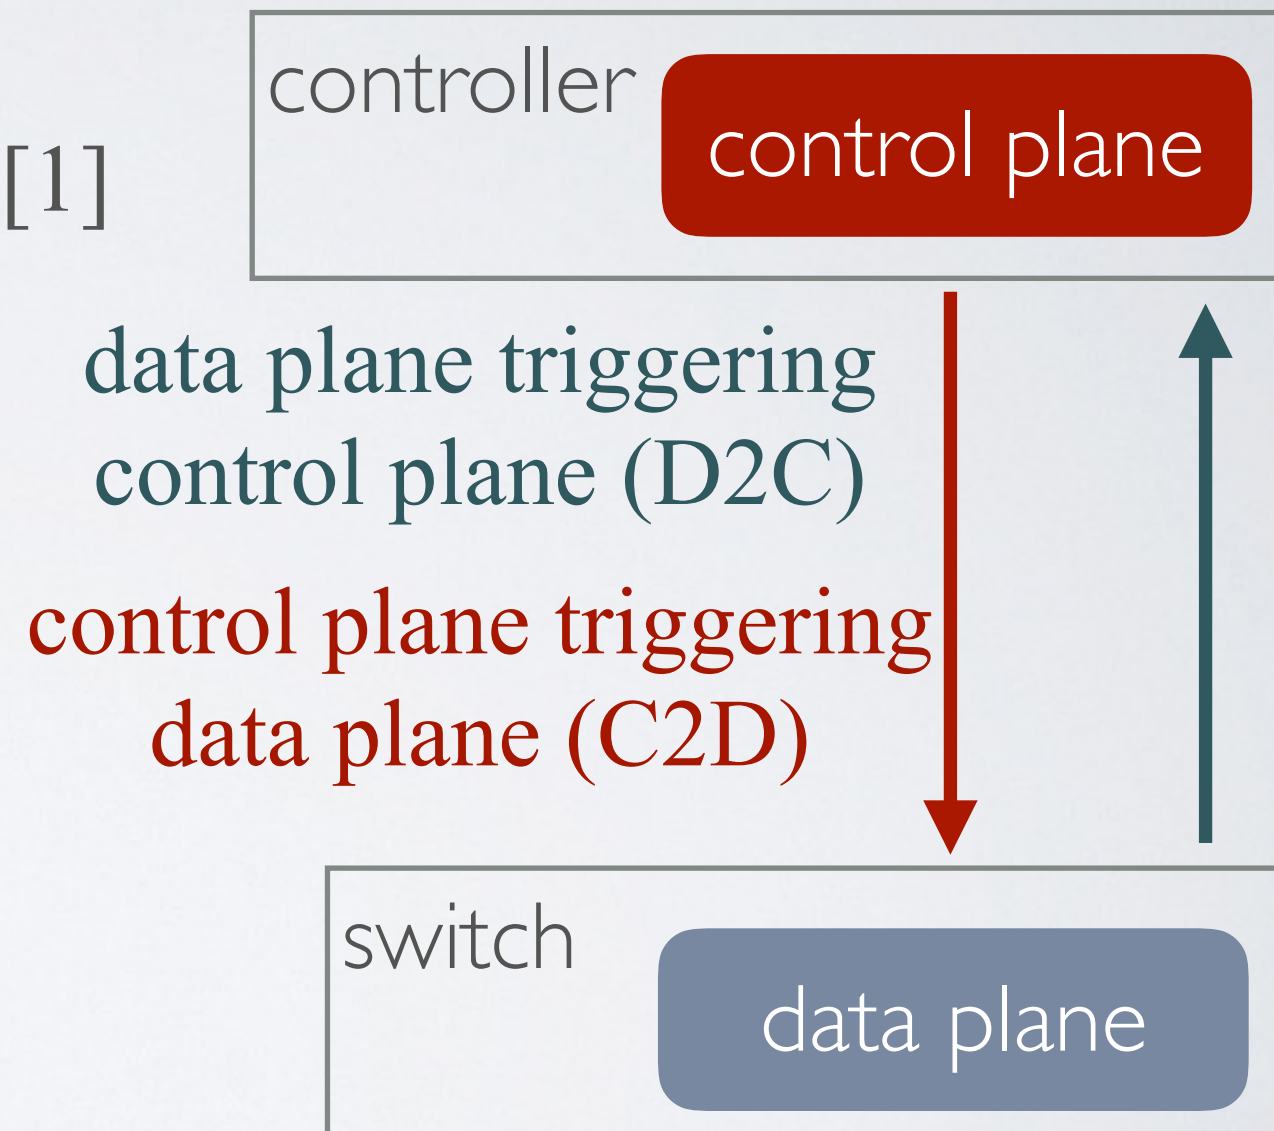 controller
control plane
[1]
data plane triggering
control plane (D2C)
control plane triggering
data plane (C2D)
switch
data plane